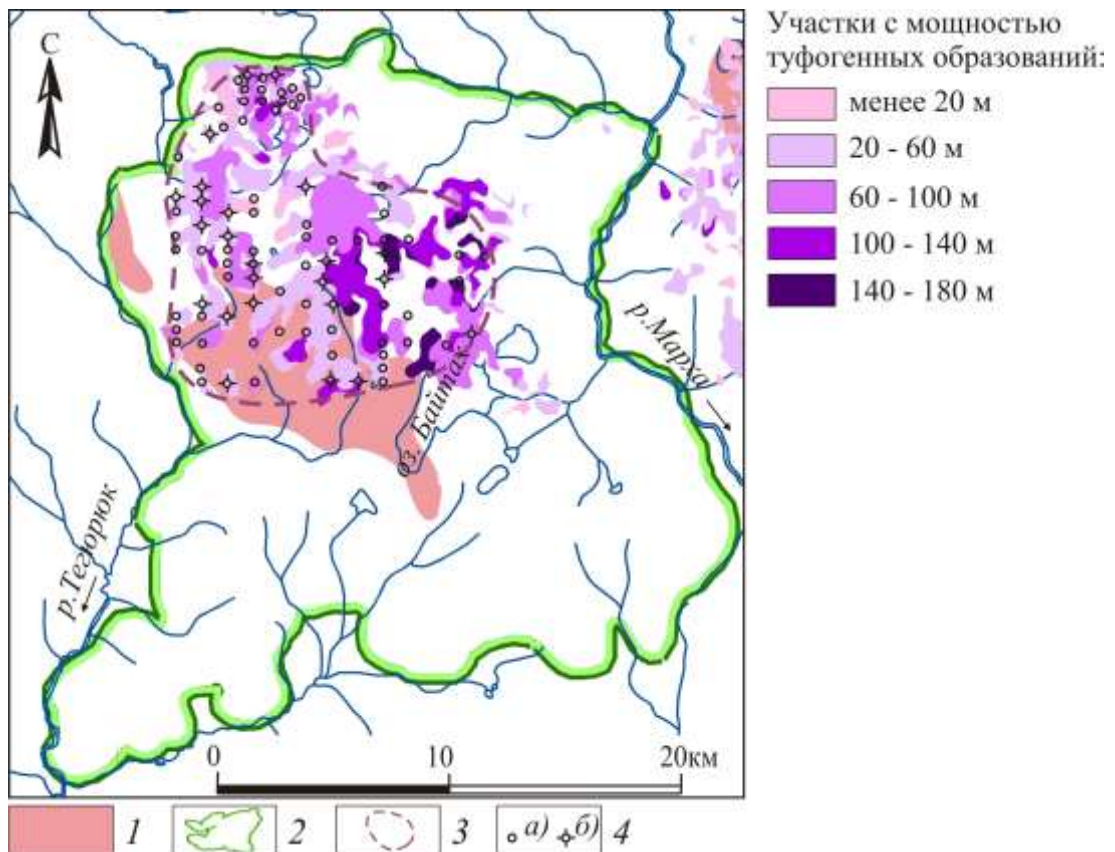 Участки с мощностью
туфогенных образований:
менее 20 м
20 - 60 м
60 - 100 м
100 - 140 м
140 - 180 м
С
р.Марха
оз. Байтах
р.Тегюрюк
0 10 20км
1 2 3 а) б) 4